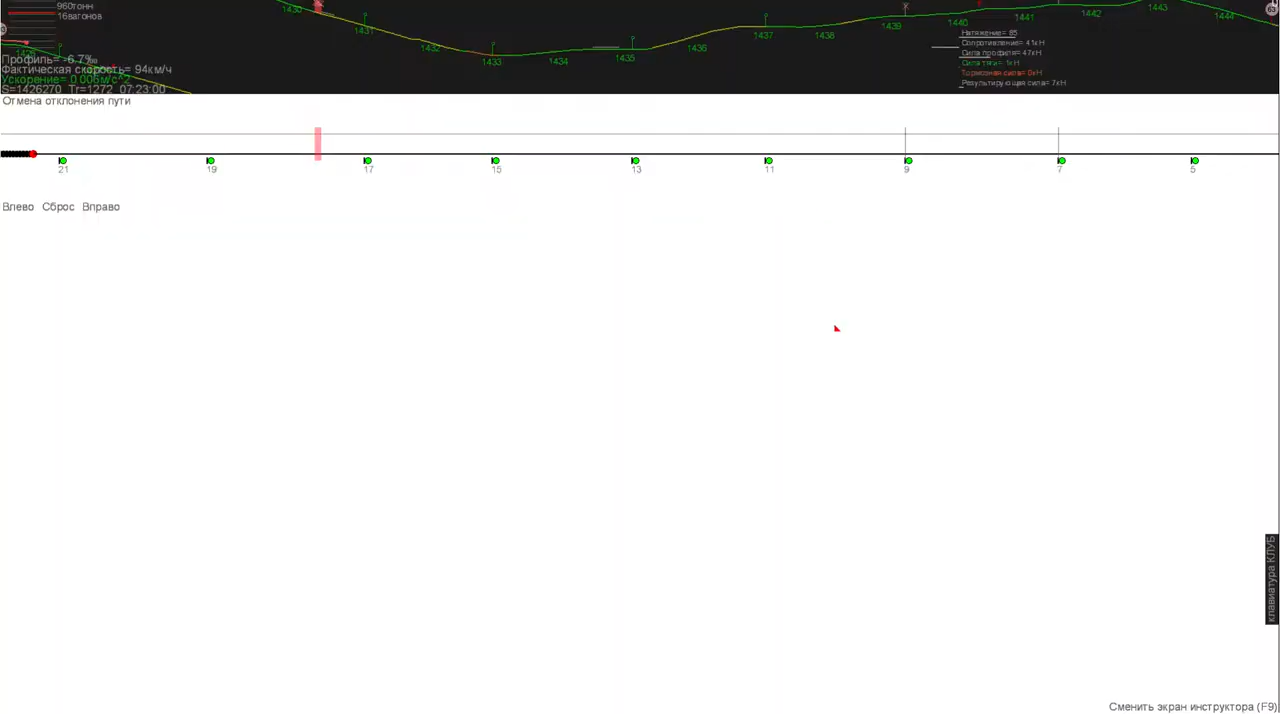 960тонн
16вагонов
1430
1431
1432
1433
1434
1435
1436
1437
1438
1439
1440
1441
1442
1443
1444
63
Натяжение= 85
Сопротивление= 41кН
Сила профиля= 47кН
Сила тяги= 1кН
Тормозная сила= 0кН
Результирующая сила= 7кН
Профиль= -6.7‰
Фактическая скорость= 94км/ч
Ускорение= 0.006м/с^2
S=1426270 Tr=1272 07:23:00
Отмена отклонения пути
21
19
17
15
13
11
9
7
5
Влево Сброс Вправо
клавиатура КЛУБ
Сменить экран инструктора (F9)